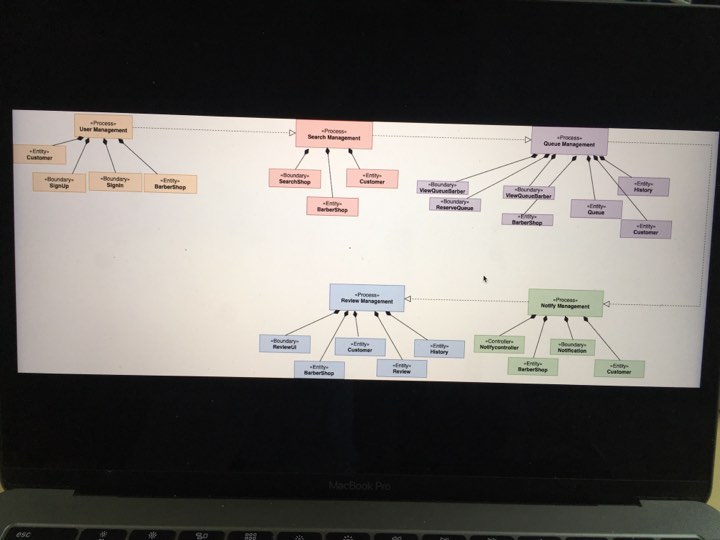 «Process»
User Management
«Entity»
Customer
«Boundary»
SignUp
«Boundary»
SignIn
«Entity»
BarberShop
«Process»
Search Management
«Boundary»
SearchShop
«Entity»
Customer
«Entity»
BarberShop
«Process»
Queue Management
«Boundary»
ViewQueueBarber
«Boundary»
ReserveQueue
«Boundary»
ViewQueueBarber
«Entity»
BarberShop
«Entity»
Queue
«Entity»
History
«Entity»
Customer
«Process»
Review Management
«Boundary»
ReviewUI
«Entity»
BarberShop
«Entity»
Customer
«Entity»
Review
«Entity»
History
«Process»
Notify Management
«Controller»
Notifycontroller
«Entity»
BarberShop
«Boundary»
Notification
«Entity»
Customer
MacBook Pro
esc